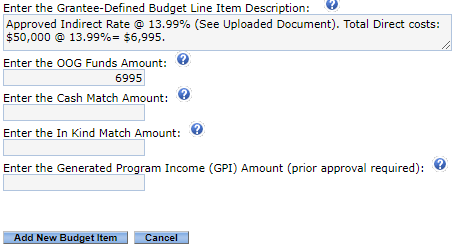 Enter the Grantee-Defined Budget Line Item Description: ?
Approved Indirect Rate @ 13.99% (See Uploaded Document). Total Direct costs:
$50,000 @ 13.99%= $6,995.
Enter the OOG Funds Amount: ?
6995
Enter the Cash Match Amount: ?
Enter the In Kind Match Amount: ?
Enter the Generated Program Income (GPI) Amount (prior approval required): ?
Add New Budget Item Cancel